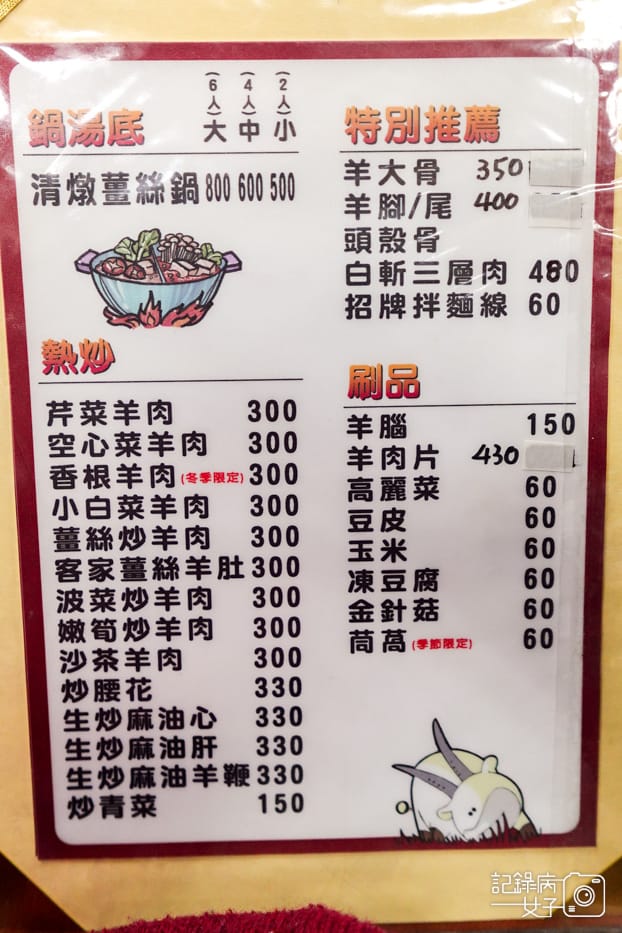 鍋湯底 (6人)大 (4人)中 (2人)小
清燉薑絲鍋 800 600 500
熱炒
芹菜羊肉 300
空心菜羊肉 300
香根羊肉(冬季限定) 300
小白菜羊肉 300
薑絲炒羊肉 300
客家薑絲羊肚 300
波菜炒羊肉 300
嫩筍炒羊肉 300
沙茶羊肉 300
炒腰花 330
生炒麻油心 330
生炒麻油肝 330
生炒麻油羊鞭 330
炒青菜 150
特別推薦
羊大骨 350
羊腳/尾 400
頭殼骨
白斬三層肉 480
招牌拌麵線 60
刷品
羊腦 150
羊肉片 430
高麗菜 60
豆皮 60
玉米 60
凍豆腐 60
金針菇 60
茼萵(季節限定) 60
記錄病
女子